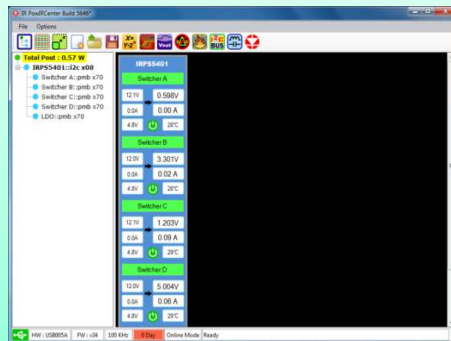 IR PowIRCenter Build 5646*
File Options
Total Pout : 0.57 W
IRPS5401::i2c x08
Switcher A::pmb x70
Switcher B::pmb x70
Switcher C::pmb x70
Switcher D::pmb x70
LDO::pmb x70
IRPS5401
Switcher A
12.1V 0.598V
0.0A 0.00 A
4.8V 28°C
Switcher B
12.0V 3.301V
0.0A 0.02 A
4.8V 28°C
Switcher C
12.1V 1.203V
0.0A 0.09 A
4.8V 29°C
Switcher D
12.0V 5.004V
0.0A 0.06 A
4.8V 29°C
HW : USB005A FW : v34 100 KHz 0 Day Online Mode Ready